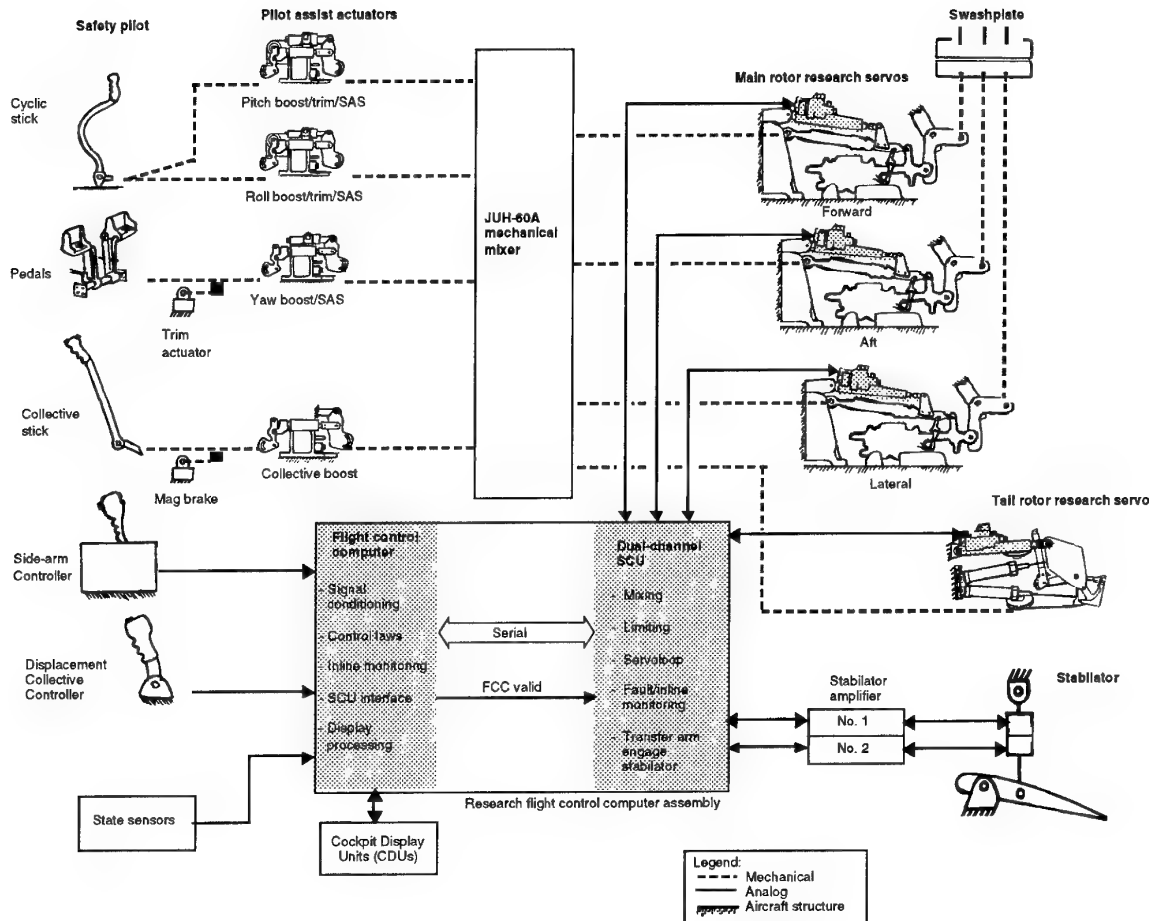 Safety pilot
Pilot assist actuators
Swashplate
Main rotor research servos
Cyclic
stick
Pitch boost/trim/SAS
Roll boost/trim/SAS
Forward
JUH-60A
mechanical
mixer
Pedals
Yaw boost/SAS
Trim
actuator
Aft
Collective
stick
Collective boost
Mag brake
Lateral
Tail rotor research servo
Side-arm
Controller
Flight control
computer
- Signal
conditioning
- Control laws
- Inline monitoring
- SCU interface
- Display
processing
Serial
FCC valid
Dual-channel
SCU
- Mixing
- Limiting
- Servoloop
- Fault/inline
monitoring
- Transfer arm
engage
stabilator
Displacement
Collective
Controller
Stabilator
amplifier
No. 1
No. 2
Stabilator
Research flight control computer assembly
State sensors
Cockpit Display
Units (CDUs)
Legend:
Mechanical
Analog
Aircraft structure